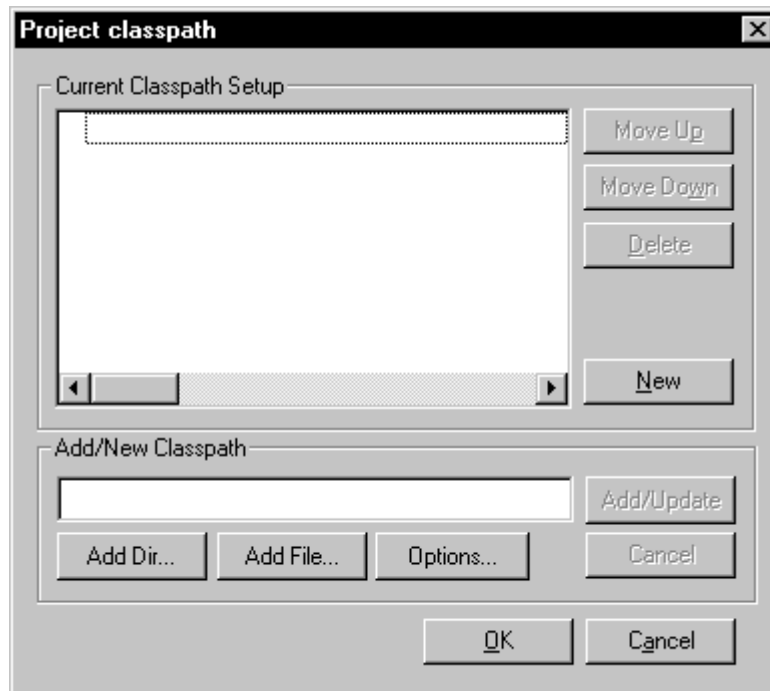 Project classpath
Current Classpath Setup
Move Up
Move Down
Delete
New
Add/New Classpath
Add/Update
Add Dir...
Add File...
Options...
Cancel
OK
Cancel